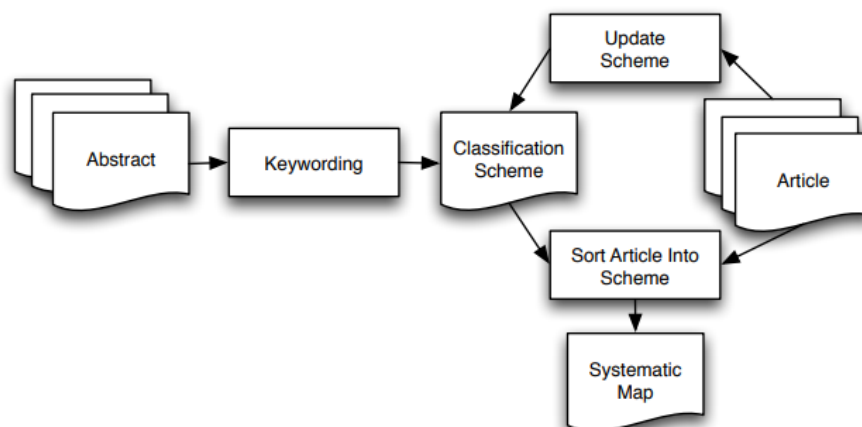 Update
Scheme
Abstract
Keywording
Classification
Scheme
Article
Sort Article Into
Scheme
Systematic
Map